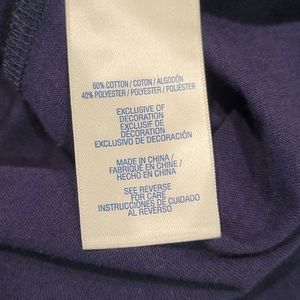 60% COTTON / COTON / ALGODÓN
40% POLYESTER / POLYESTER / POLIÉSTER
EXCLUSIVE OF
DECORATION
EXCLUSIF DE
DÉCORATION
EXCLUSIVO DE DECORACIÓN
MADE IN CHINA /
FABRIQUÉ EN CHINE /
HECHO EN CHINA
SEE REVERSE
FOR CARE
INSTRUCCIONES DE CUIDADO
AL REVERSO